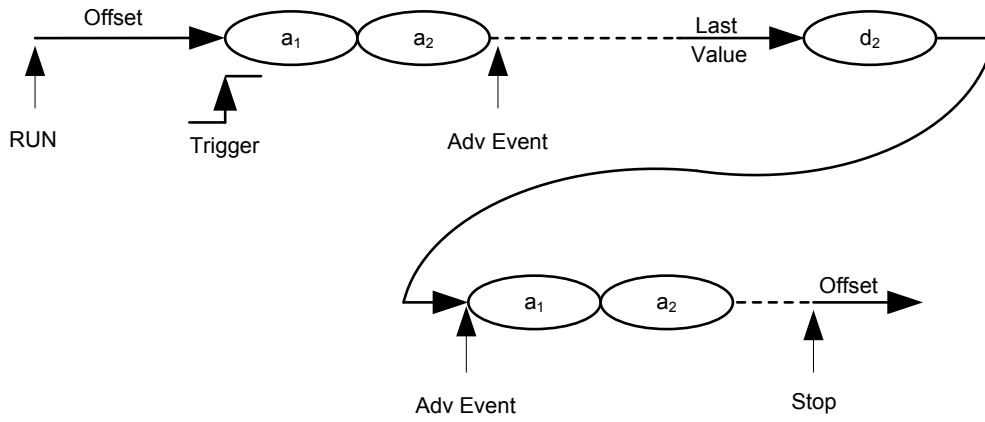 Offset
a₁
a₂
Last
Value
d₂
RUN
Trigger
Adv Event
a₁
a₂
Offset
Adv Event
Stop